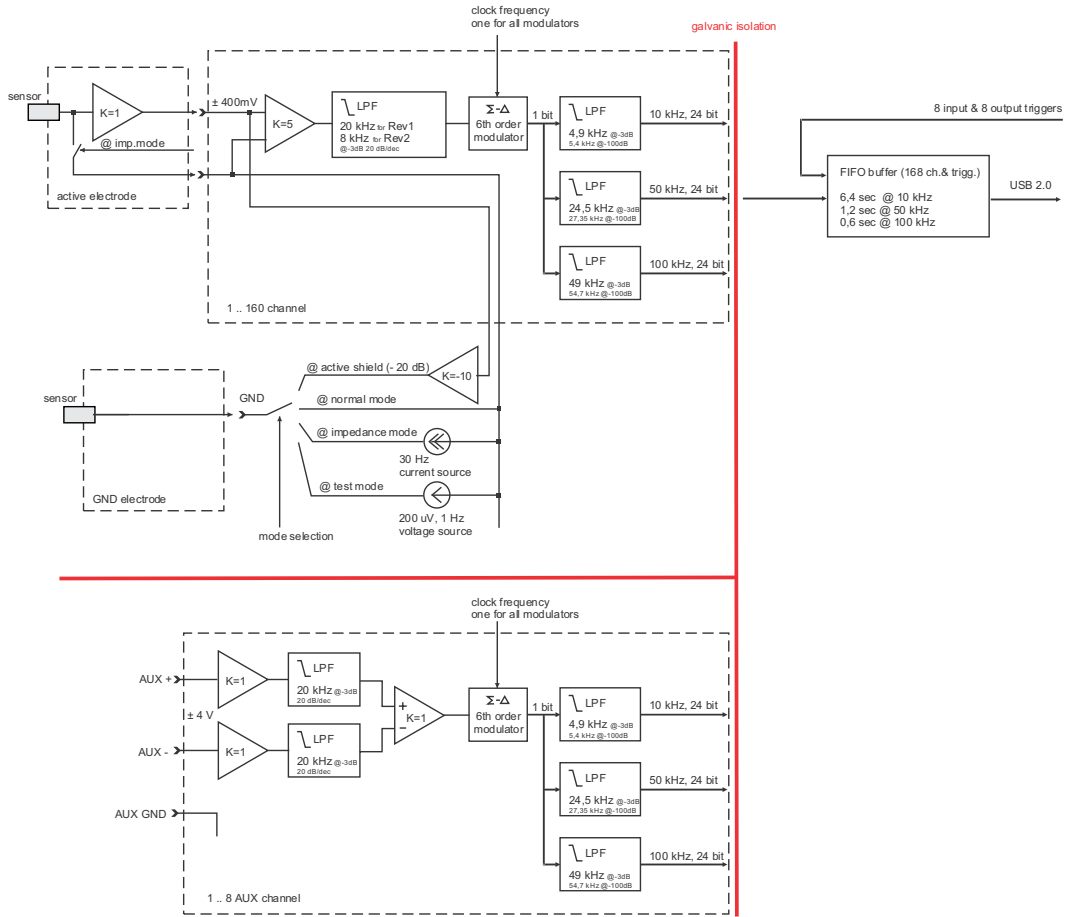 clock frequency
one for all modulators
galvanic isolation
sensor
K=1
@ imp.mode
active electrode
± 400mV
K=5
LPF
20 kHz for Rev1
8 kHz for Rev2
@-3dB 20 dB/dec
Σ-Δ
6th order
modulator
1 bit
LPF
4,9 kHz @-3dB
5,4 kHz @-100dB
10 kHz, 24 bit
LPF
24,5 kHz @-3dB
27,35 kHz @-100dB
50 kHz, 24 bit
LPF
49 kHz @-3dB
54,7 kHz @-100dB
100 kHz, 24 bit
1 .. 160 channel
8 input & 8 output triggers
FIFO buffer (168 ch.& trigg.)
6,4 sec @ 10 kHz
1,2 sec @ 50 kHz
0,6 sec @ 100 kHz
USB 2.0
sensor
GND electrode
GND
@ active shield (- 20 dB)
K=-10
@ normal mode
@ impedance mode
30 Hz
current source
@ test mode
200 uV, 1 Hz
voltage source
mode selection
clock frequency
one for all modulators
AUX +
± 4 V
AUX -
AUX GND
K=1
LPF
20 kHz @-3dB
20 dB/dec
K=1
LPF
20 kHz @-3dB
20 dB/dec
+
K=1
−
Σ-Δ
6th order
modulator
1 bit
LPF
4,9 kHz @-3dB
5,4 kHz @-100dB
10 kHz, 24 bit
LPF
24,5 kHz @-3dB
27,35 kHz @-100dB
50 kHz, 24 bit
LPF
49 kHz @-3dB
54,7 kHz @-100dB
100 kHz, 24 bit
1 .. 8 AUX channel